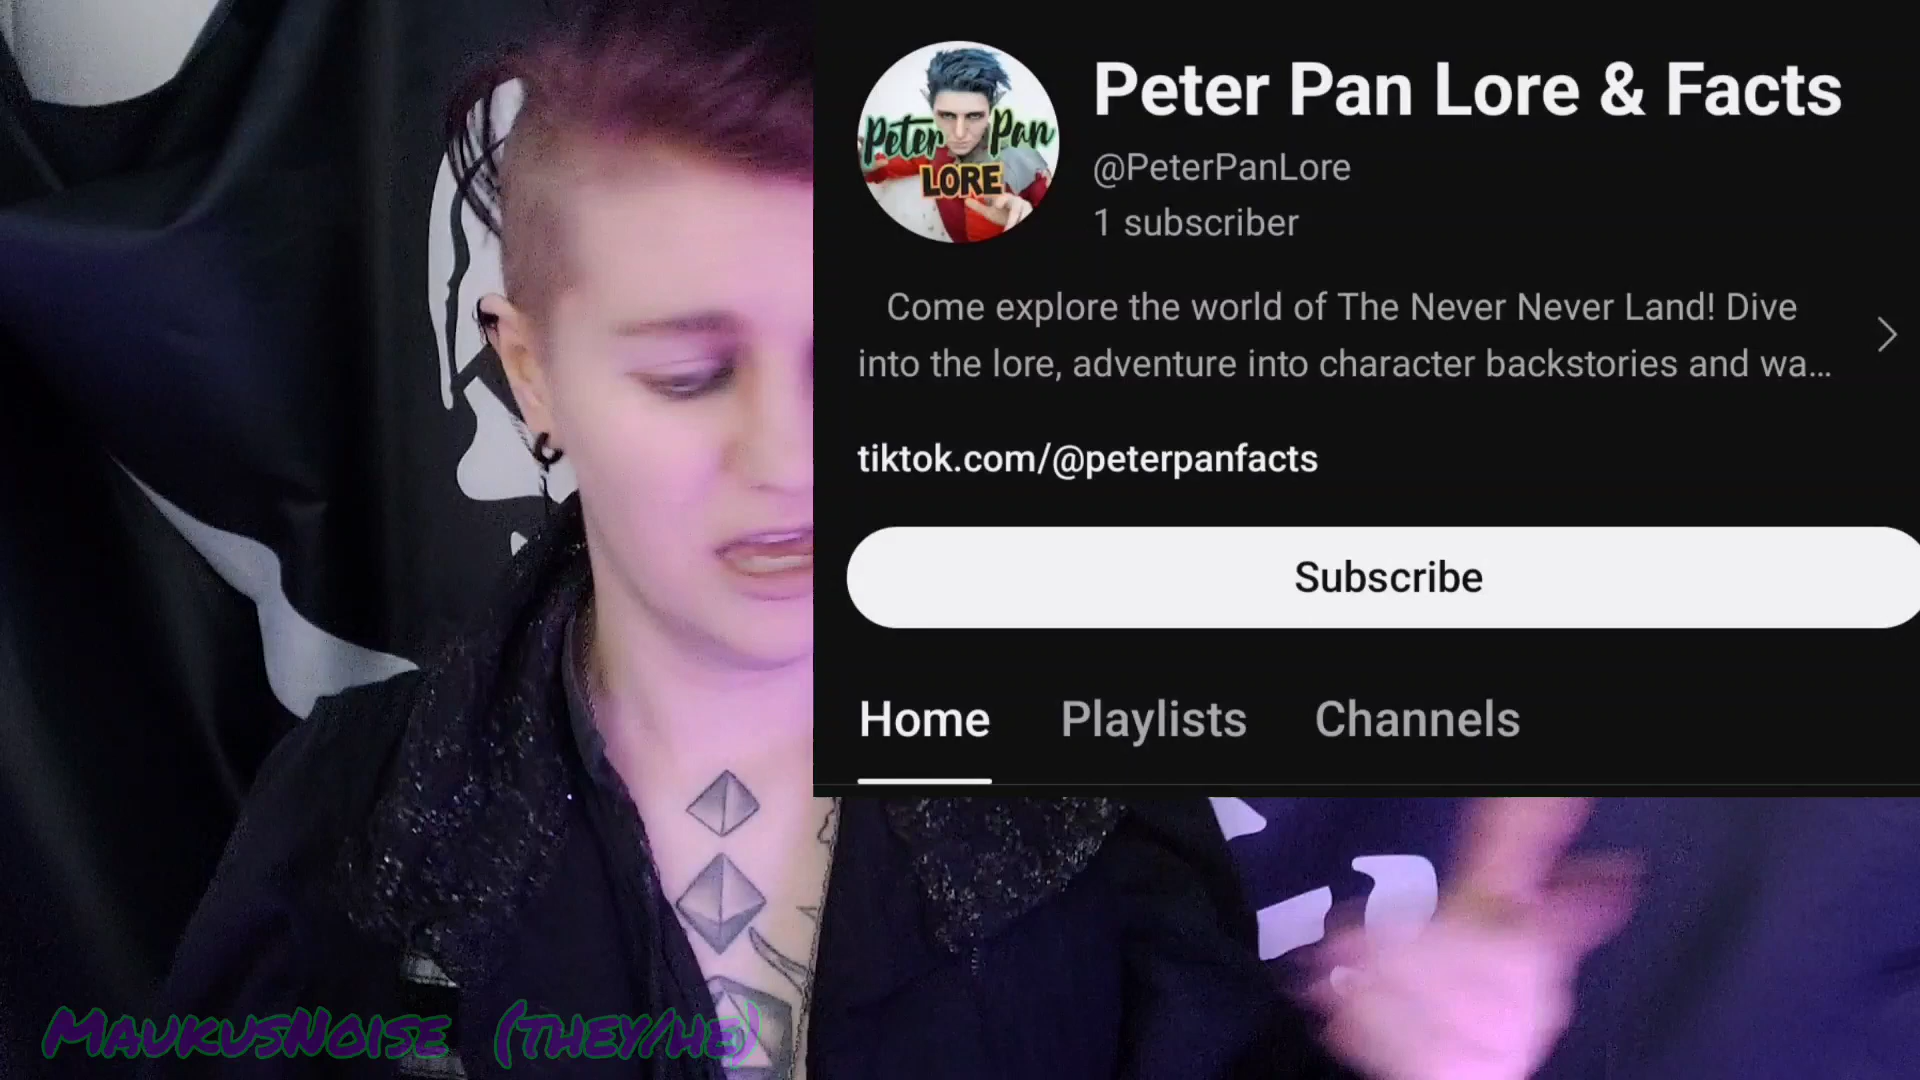 Peter Pan
LORE
Peter Pan Lore & Facts
@PeterPanLore
1 subscriber
Come explore the world of The Never Never Land! Dive
into the lore, adventure into character backstories and wa...
tiktok.com/@peterpanfacts
Subscribe
Home Playlists Channels
MaukusNoise (they/he)